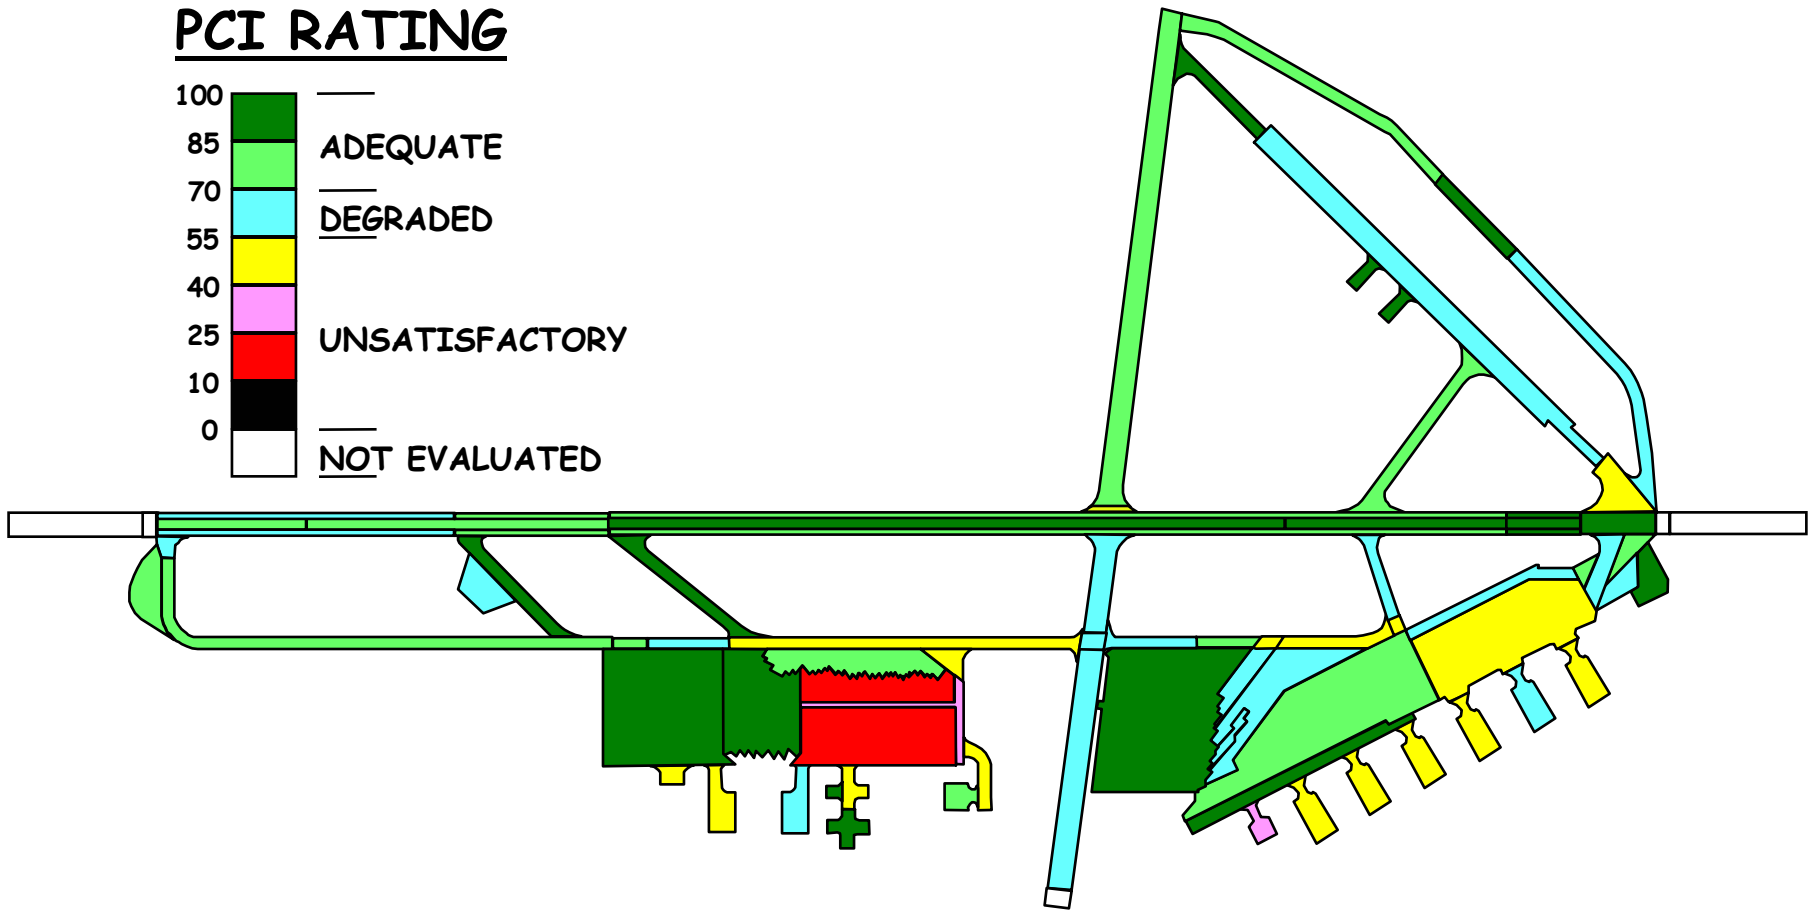 PCI RATING
100
85
ADEQUATE
70
DEGRADED
55
40
25
UNSATISFACTORY
10
0
NOT EVALUATED